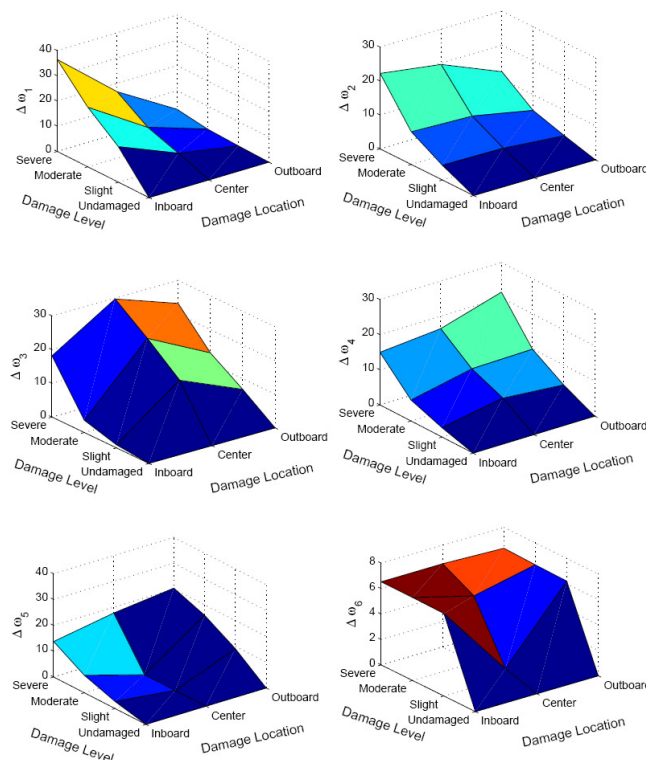 40
30
20
10
0
Δ ω1
Severe
Moderate
Slight
Undamaged
Damage Level
Inboard
Center
Outboard
Damage Location
30
20
10
0
Δ ω2
Severe
Moderate
Slight
Undamaged
Damage Level
Inboard
Center
Outboard
Damage Location
30
20
10
0
Δ ω3
Severe
Moderate
Slight
Undamaged
Damage Level
Inboard
Center
Outboard
Damage Location
30
20
10
0
Δ ω4
Severe
Moderate
Slight
Undamaged
Damage Level
Inboard
Center
Outboard
Damage Location
40
30
20
10
0
Δ ω5
Severe
Moderate
Slight
Undamaged
Damage Level
Inboard
Center
Outboard
Damage Location
8
6
4
2
0
Δ ω6
Severe
Moderate
Slight
Undamaged
Damage Level
Inboard
Center
Outboard
Damage Location